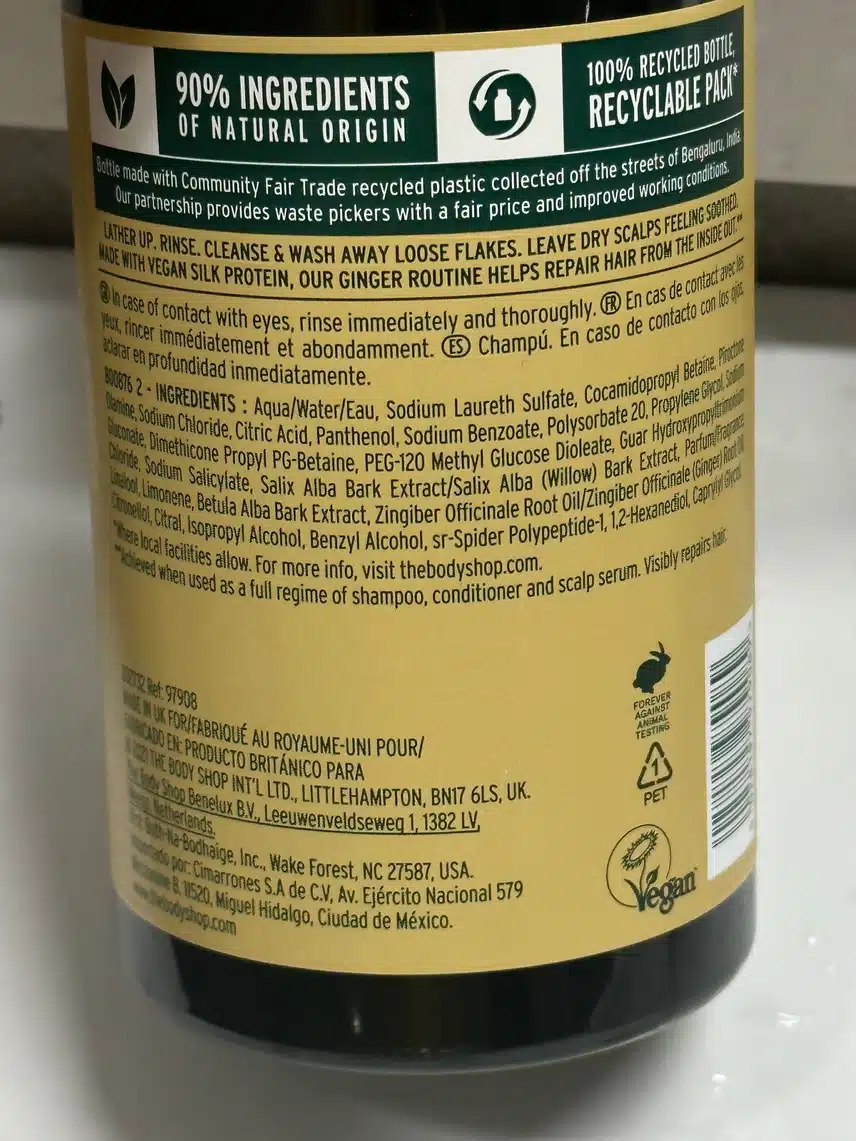 90% INGREDIENTS
OF NATURAL ORIGIN
100% RECYCLED BOTTLE,
RECYCLABLE PACK*
Bottle made with Community Fair Trade recycled plastic collected off the streets of Bengaluru, India.
Our partnership provides waste pickers with a fair price and improved working conditions.
LATHER UP. RINSE. CLEANSE & WASH AWAY LOOSE FLAKES. LEAVE DRY SCALPS FEELING SOOTHED.
MADE WITH VEGAN SILK PROTEIN, OUR GINGER ROUTINE HELPS REPAIR HAIR FROM THE INSIDE OUT.**
In case of contact with eyes, rinse immediately and thoroughly. FR En cas de contact avec les
yeux, rincer immédiatement et abondamment. ES Champú. En caso de contacto con los ojos,
aclarar en profundidad inmediatamente.
800876 2 - INGREDIENTS : Aqua/Water/Eau, Sodium Laureth Sulfate, Cocamidopropyl Betaine, Piroctone
Olamine, Sodium Chloride, Citric Acid, Panthenol, Sodium Benzoate, Polysorbate 20, Propylene Glycol, Sodium
Gluconate, Dimethicone Propyl PG-Betaine, PEG-120 Methyl Glucose Dioleate, Guar Hydroxypropyltrimonium
Chloride, Sodium Salicylate, Salix Alba Bark Extract/Salix Alba (Willow) Bark Extract, Parfum/Fragrance,
Linalool, Limonene, Betula Alba Bark Extract, Zingiber Officinale Root Oil/Zingiber Officinale (Ginger) Root Oil,
Citronellol, Citral, Isopropyl Alcohol, Benzyl Alcohol, sr-Spider Polypeptide-1, 1,2-Hexanediol, Caprylyl Glycol.
*Where local facilities allow. For more info, visit thebodyshop.com.
**Achieved when used as a full regime of shampoo, conditioner and scalp serum. Visibly repairs hair.
Ref: 97908
MADE IN UK FOR/FABRIQUÉ AU ROYAUME-UNI POUR/
FABRICADO EN: PRODUCTO BRITÁNICO PARA
© 2021 THE BODY SHOP INT'L LTD., LITTLEHAMPTON, BN17 6LS, UK.
The Body Shop Benelux B.V., Leeuwenveldseweg 1, 1382 LV,
Netherlands.
Buth-Na-Bodhaige, Inc., Wake Forest, NC 27587, USA.
por: Cimarrones S.A de C.V, Av. Ejército Nacional 579
B, 11520, Miguel Hidalgo, Ciudad de México.
www.thebodyshop.com
FOREVER
AGAINST
ANIMAL
TESTING
1
PET
Vegan